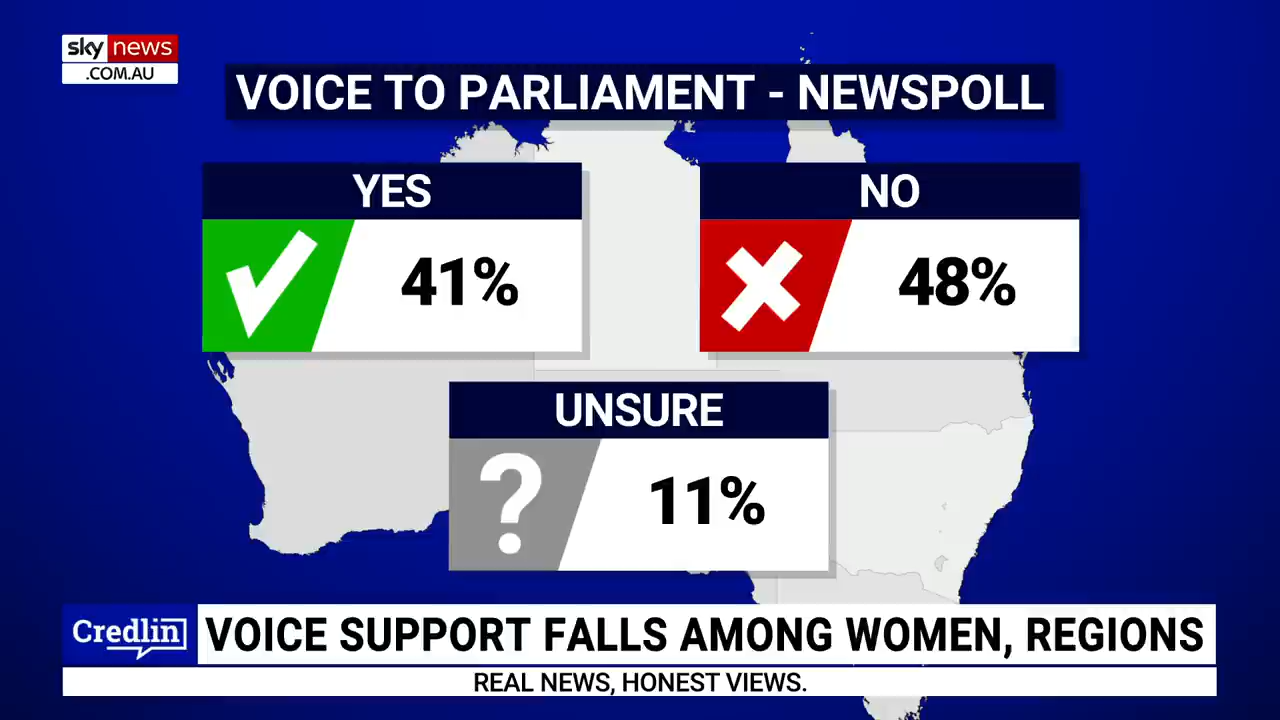 sky news
.COM.AU
VOICE TO PARLIAMENT - NEWSPOLL
YES
41%
NO
48%
UNSURE
?
11%
Credlin
VOICE SUPPORT FALLS AMONG WOMEN, REGIONS
REAL NEWS, HONEST VIEWS.